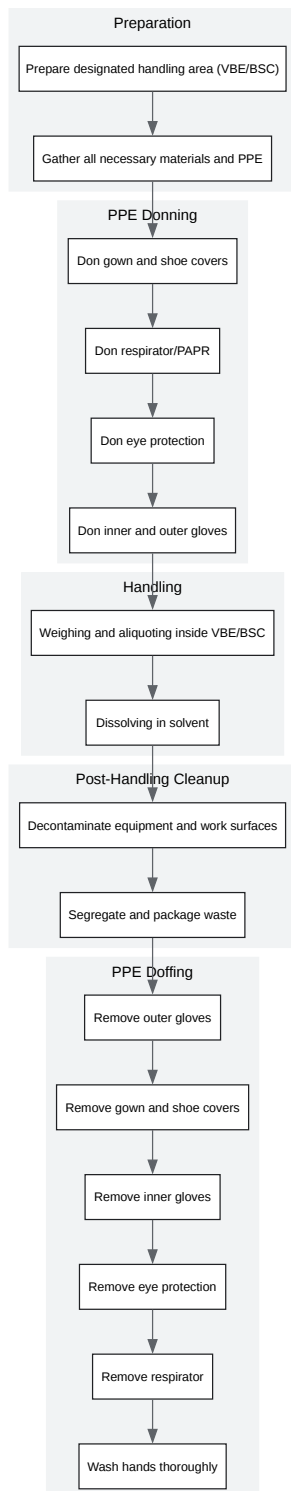 Preparation
Prepare designated handling area (VBE/BSC)
Gather all necessary materials and PPE
PPE Donning
Don gown and shoe covers
Don respirator/PAPR
Don eye protection
Don inner and outer gloves
Handling
Weighing and aliquoting inside VBE/BSC
Dissolving in solvent
Post-Handling Cleanup
Decontaminate equipment and work surfaces
Segregate and package waste
PPE Doffing
Remove outer gloves
Remove gown and shoe covers
Remove inner gloves
Remove eye protection
Remove respirator
Wash hands thoroughly